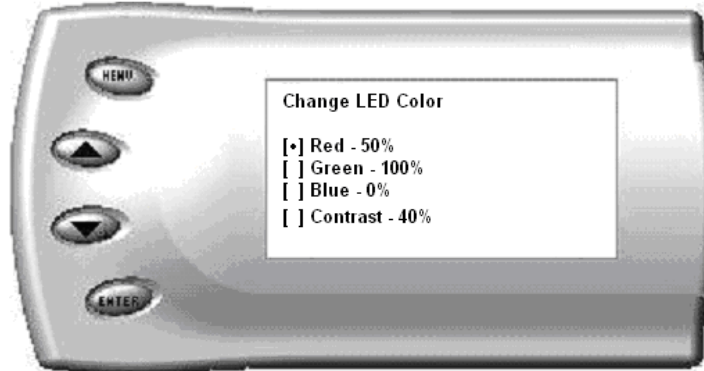 MENU
Change LED Color
[•] Red - 50%
[ ] Green - 100%
[ ] Blue - 0%
[ ] Contrast - 40%
ENTER